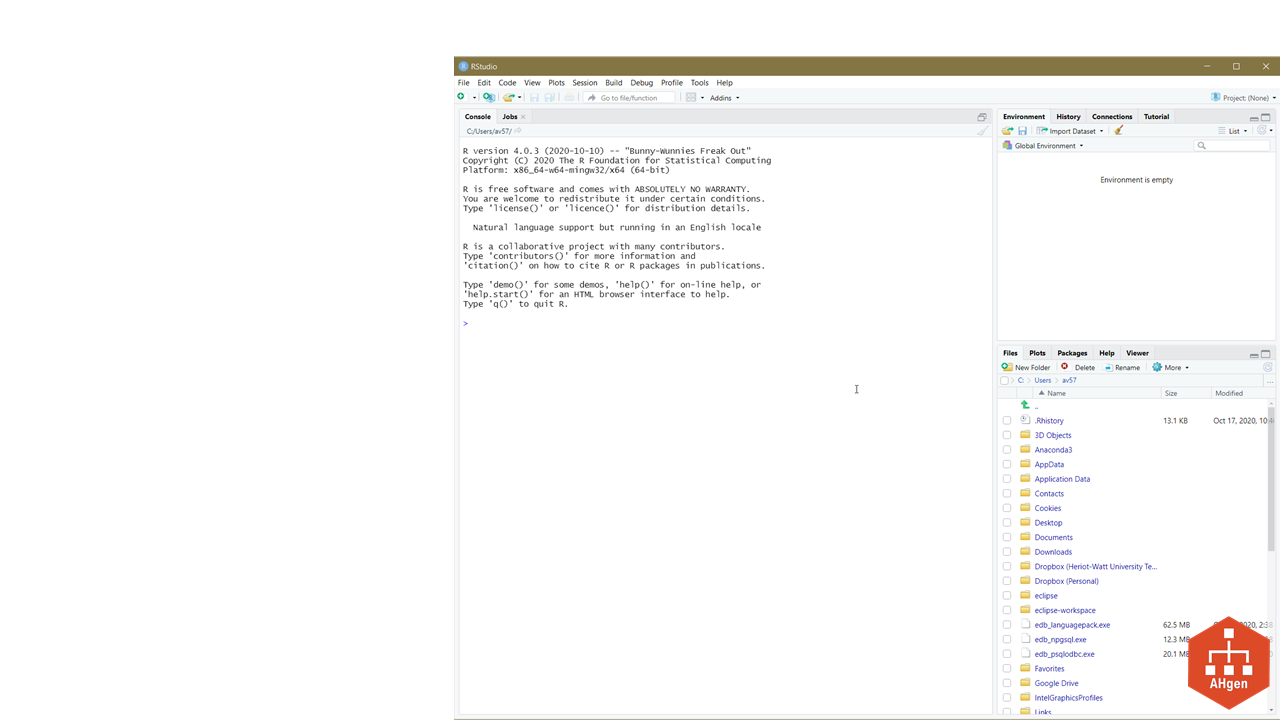 RStudio
File Edit Code View Plots Session Build Debug Profile Tools Help
Go to file/function Addins Project: (None)
Console Jobs
C:/Users/av57/
R version 4.0.3 (2020-10-10) -- "Bunny-Wunnies Freak Out"
Copyright (C) 2020 The R Foundation for Statistical Computing
Platform: x86_64-w64-mingw32/x64 (64-bit)
R is free software and comes with ABSOLUTELY NO WARRANTY.
You are welcome to redistribute it under certain conditions.
Type 'license()' or 'licence()' for distribution details.
Natural language support but running in an English locale
R is a collaborative project with many contributors.
Type 'contributors()' for more information and
'citation()' on how to cite R or R packages in publications.
Type 'demo()' for some demos, 'help()' for on-line help, or
'help.start()' for an HTML browser interface to help.
Type 'q()' to quit R.
>
Environment History Connections Tutorial
Import Dataset List
Global Environment
Environment is empty
Files Plots Packages Help Viewer
New Folder Delete Rename More
C: Users av57 ...
Name Size Modified
..
.Rhistory 13.1 KB Oct 17, 2020, 10:
3D Objects
Anaconda3
AppData
Application Data
Contacts
Cookies
Desktop
Documents
Downloads
Dropbox (Heriot-Watt University Te...
Dropbox (Personal)
eclipse
eclipse-workspace
edb_languagepack.exe 62.5 MB 2020, 2:
edb_npgsql.exe 12.3 MB
edb_psqlodbc.exe 20.1 MB
Favorites
Google Drive
IntelGraphicsProfiles
Links
AHgen